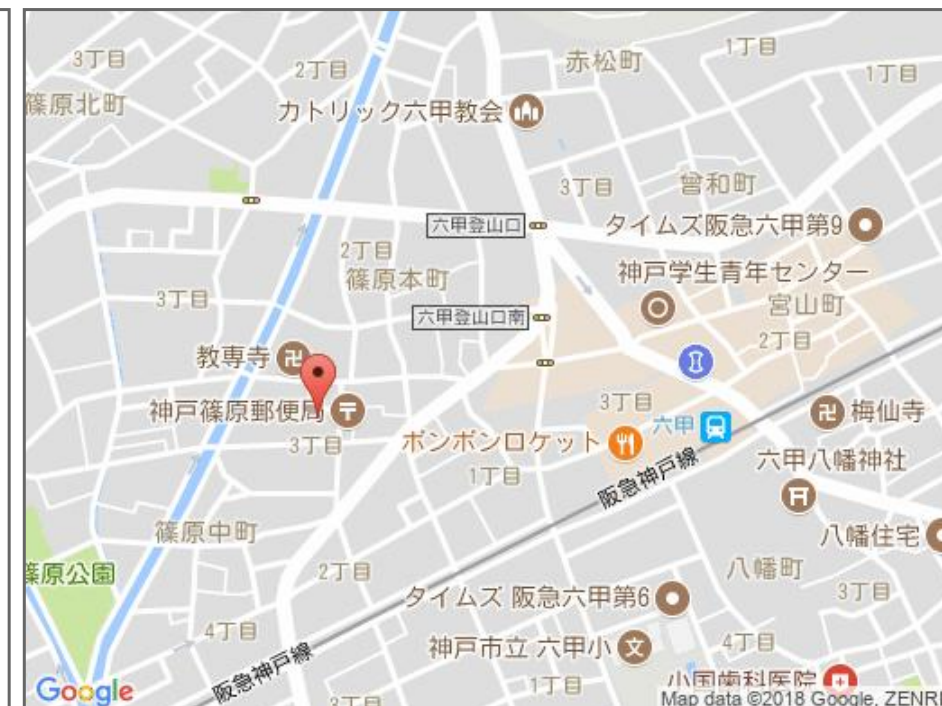 3丁目
2丁目
赤松町
1丁目
1丁目
篠原北町
カトリック六甲教会
3丁目
曾和町
六甲登山口
タイムズ阪急六甲第9
2丁目
篠原本町
神戸学生青年センター
3丁目
宮山町
六甲登山口南
2丁目
教専寺
3丁目
神戸篠原郵便局
六甲
梅仙寺
3丁目
ポンポンロケット
1丁目
阪急神戸線
六甲八幡神社
篠原中町
八幡住宅
篠原公園
2丁目
八幡町
3丁目
タイムズ 阪急六甲第6
4丁目
神戸市立 六甲小
文
4丁目
阪急神戸線
1丁目
小国歯科医院
Google
3丁目
Map data ©2018 Google, ZENRI